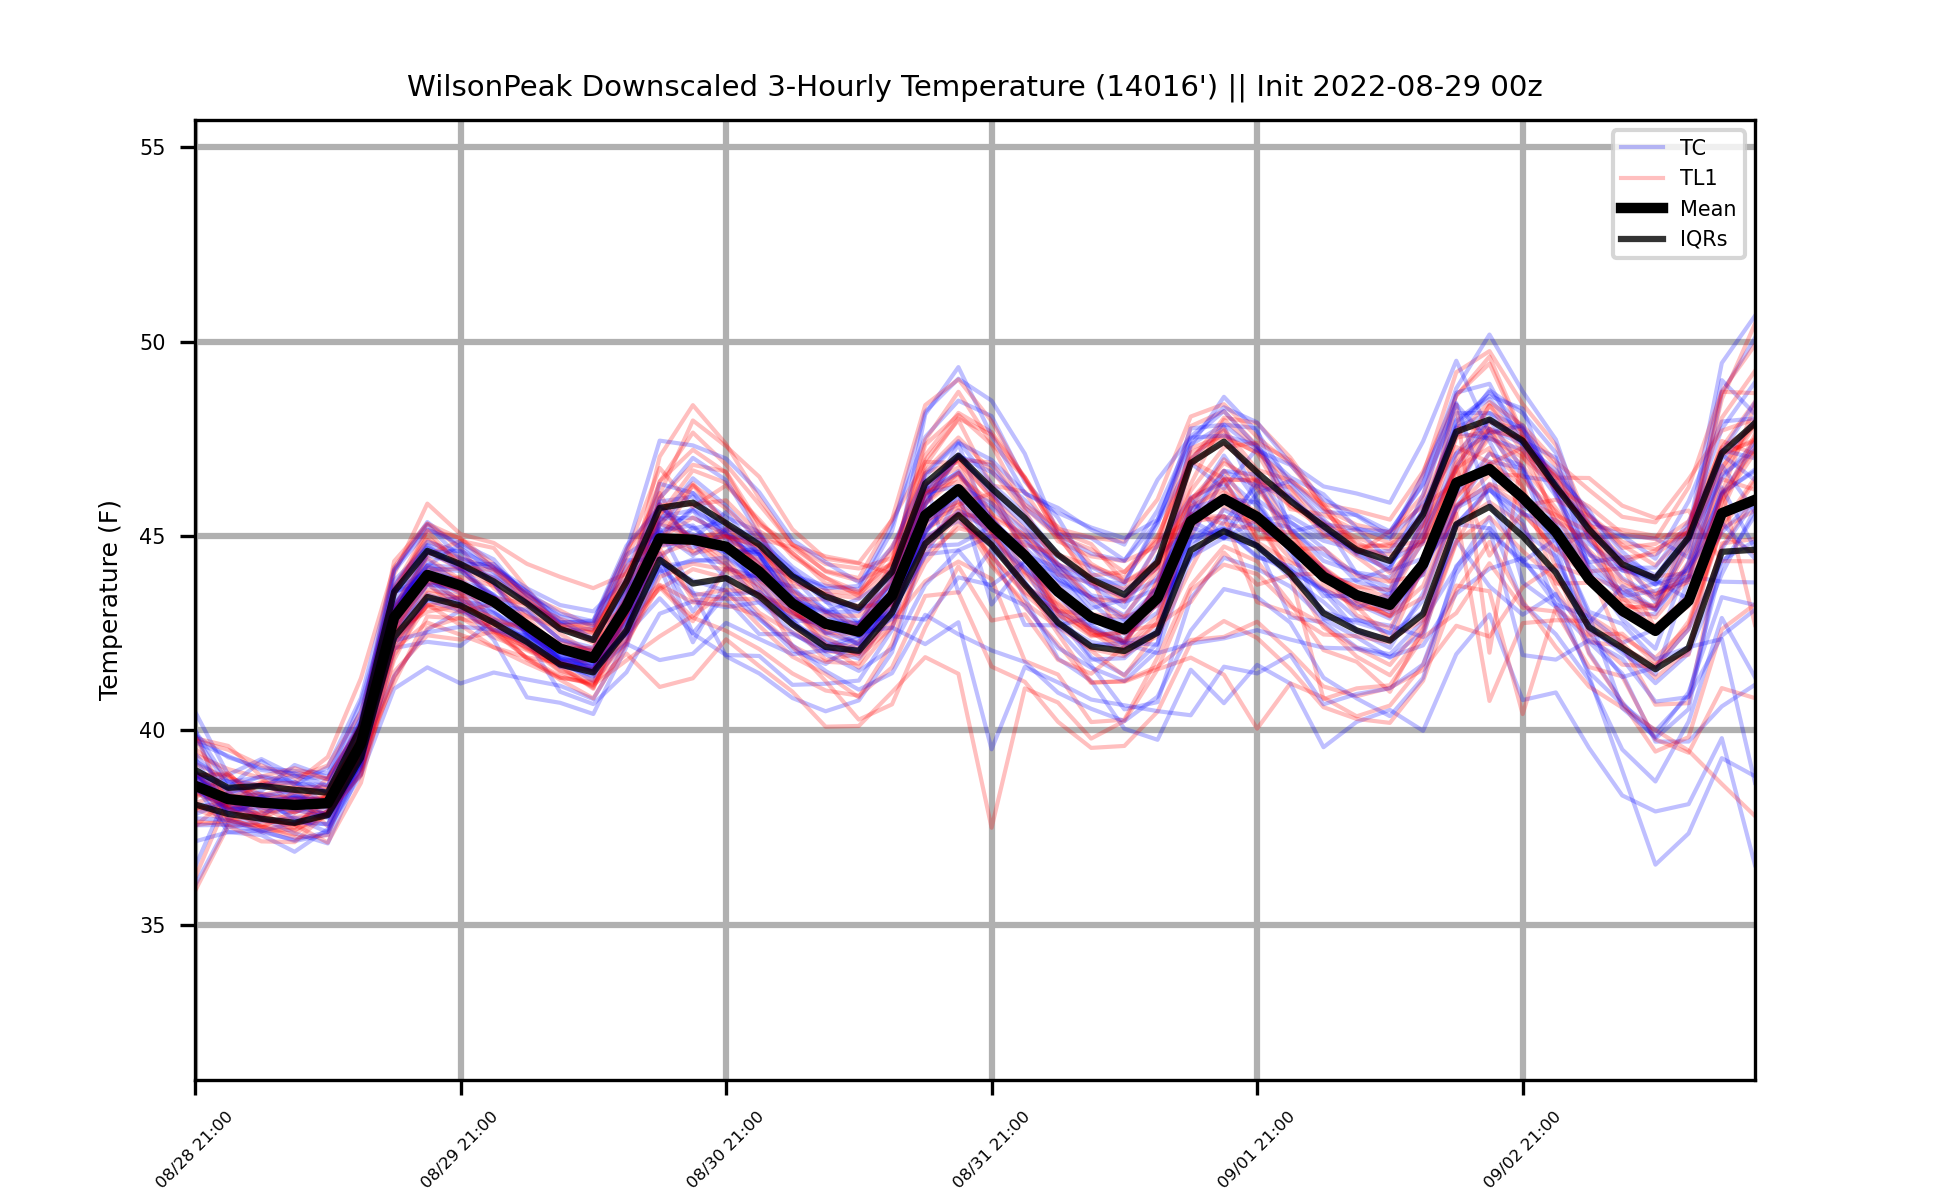 WilsonPeak Downscaled 3-Hourly Temperature (14016') || Init 2022-08-29 00z
TC
TL1
Mean
IQRs
Temperature (F)
55
50
45
40
35
08/28 21:00
08/29 21:00
08/30 21:00
08/31 21:00
09/01 21:00
09/02 21:00